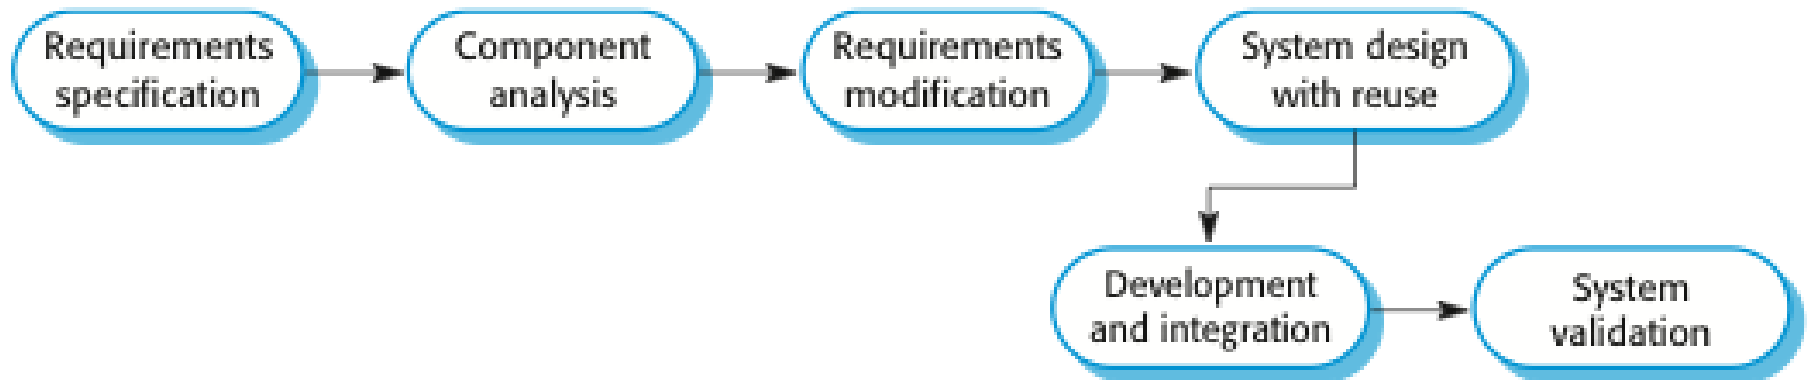 Requirements
specification
Component
analysis
Requirements
modification
System design
with reuse
Development
and integration
System
validation